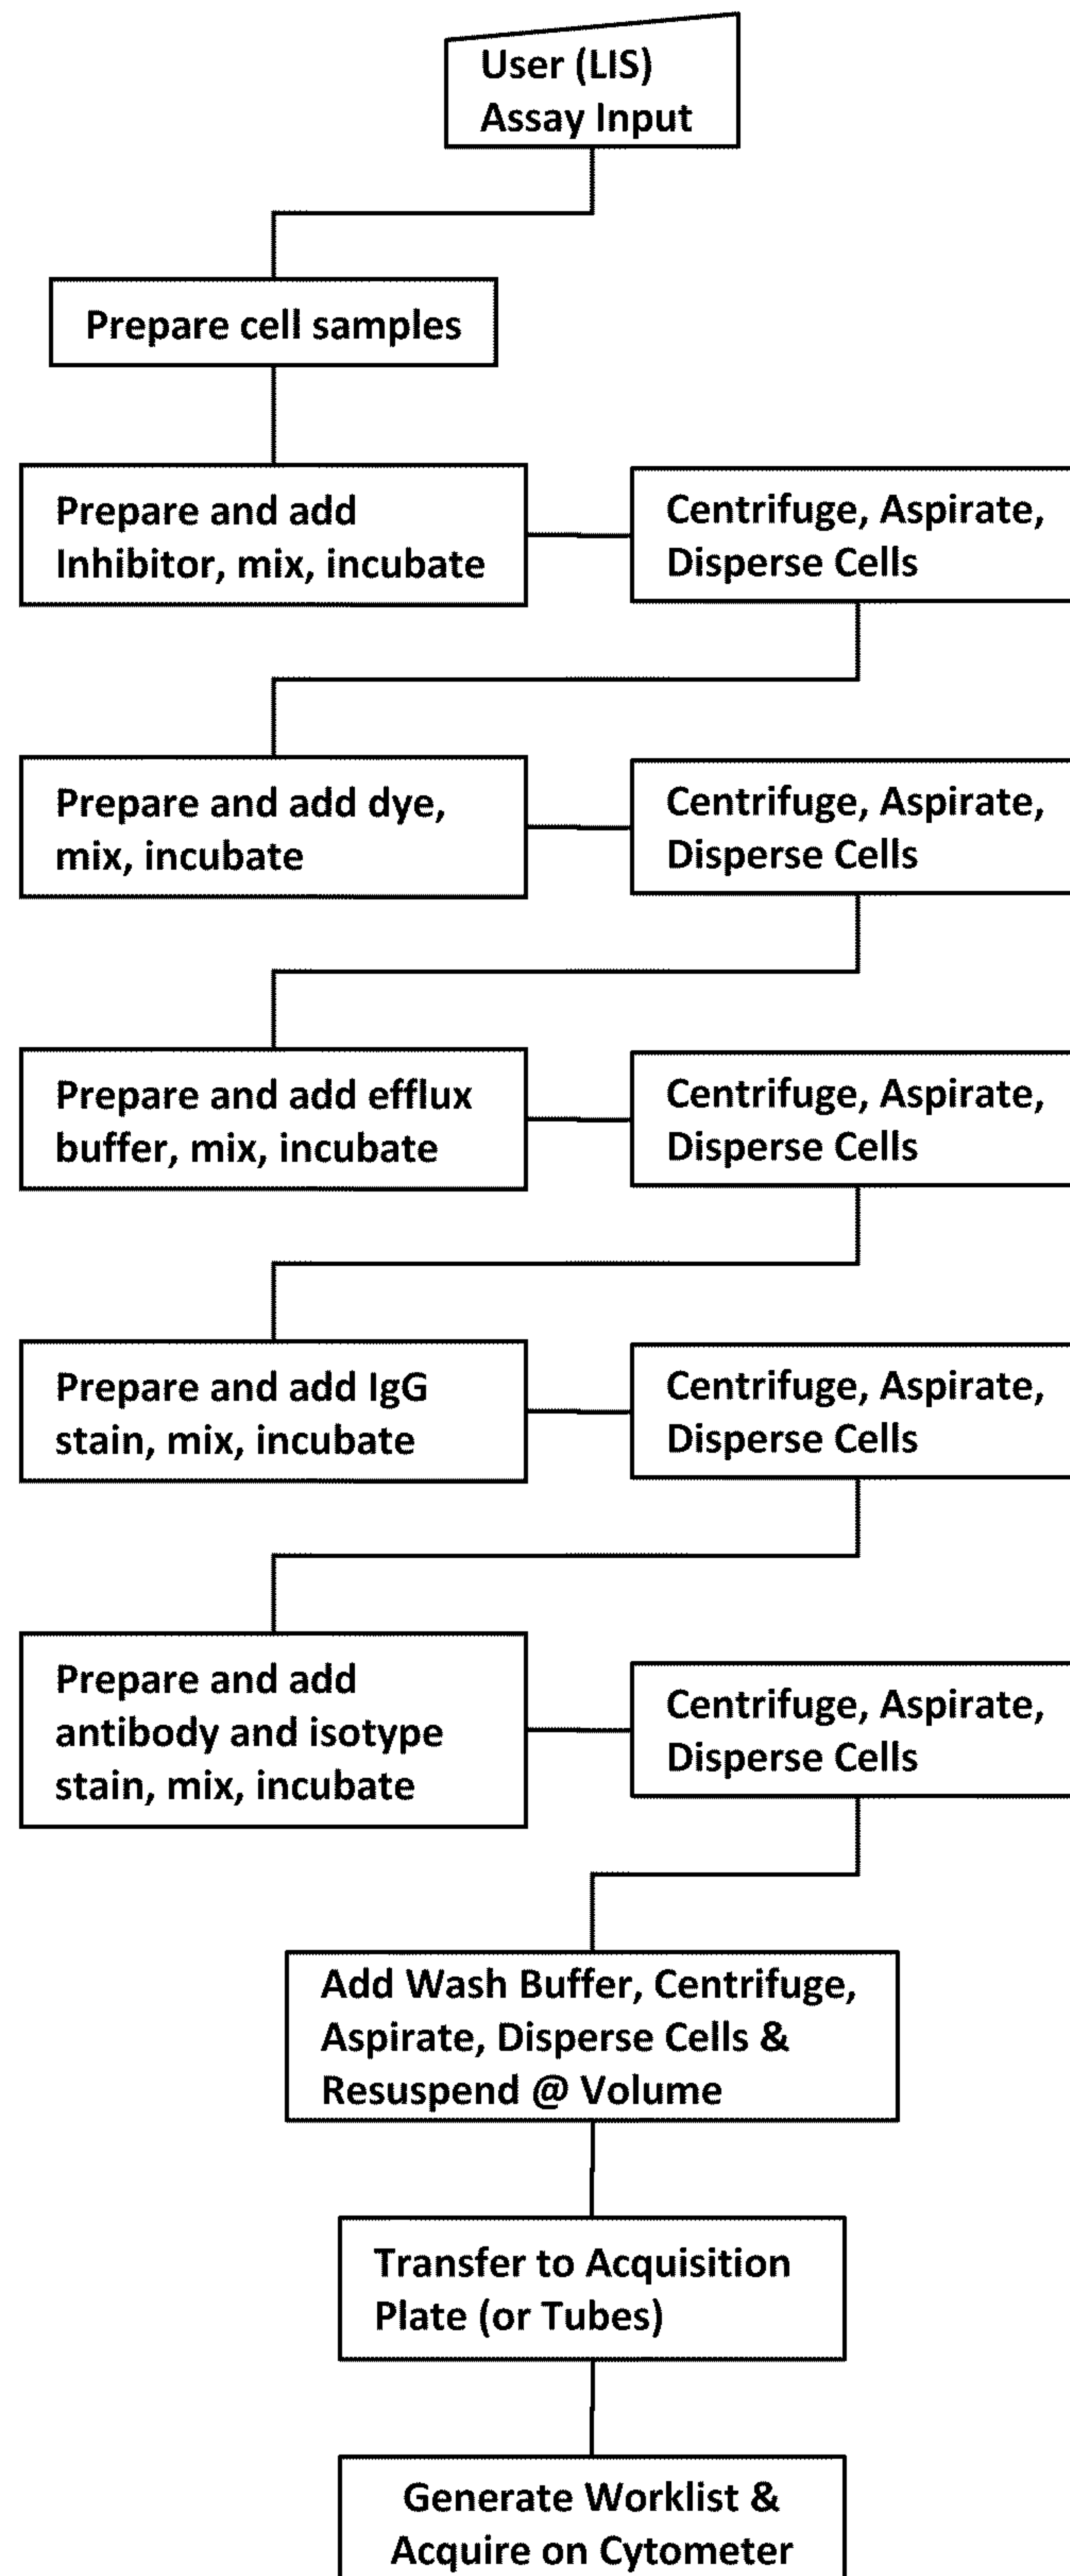 User (LIS)
Assay Input
Prepare cell samples
Prepare and add
Inhibitor, mix, incubate
Centrifuge, Aspirate,
Disperse Cells
Prepare and add dye,
mix, incubate
Centrifuge, Aspirate,
Disperse Cells
Prepare and add efflux
buffer, mix, incubate
Centrifuge, Aspirate,
Disperse Cells
Prepare and add IgG
stain, mix, incubate
Centrifuge, Aspirate,
Disperse Cells
Prepare and add
antibody and isotype
stain, mix, incubate
Centrifuge, Aspirate,
Disperse Cells
Add Wash Buffer, Centrifuge,
Aspirate, Disperse Cells &
Resuspend @ Volume
Transfer to Acquisition
Plate (or Tubes)
Generate Worklist &
Acquire on Cytometer